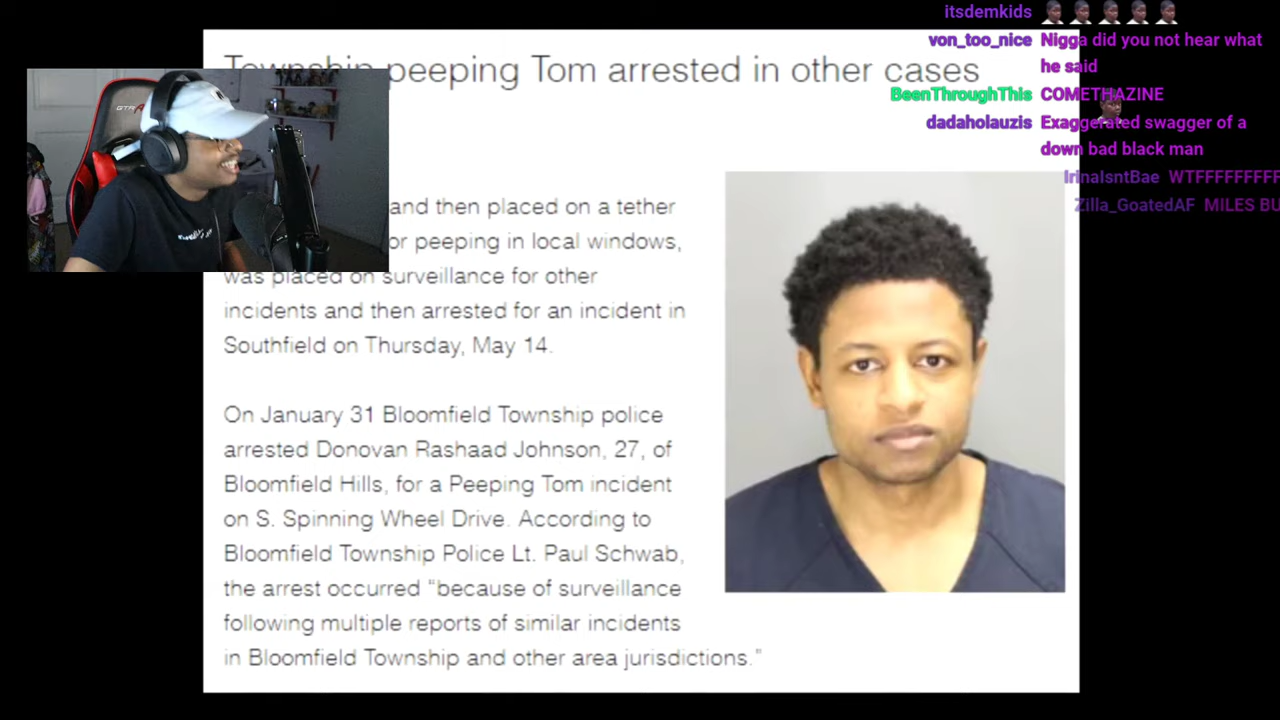 Township peeping Tom arrested in other cases
and then placed on a tether
or peeping in local windows,
was placed on surveillance for other
incidents and then arrested for an incident in
Southfield on Thursday, May 14.
On January 31 Bloomfield Township police
arrested Donovan Rashaad Johnson, 27, of
Bloomfield Hills, for a Peeping Tom incident
on S. Spinning Wheel Drive. According to
Bloomfield Township Police Lt. Paul Schwab,
the arrest occurred "because of surveillance
following multiple reports of similar incidents
in Bloomfield Township and other area jurisdictions."
itsdemkids
von_too_nice Nigga did you not hear what
he said
BeenThroughThis COMETHAZINE
dadaholauzis Exaggerated swagger of a
down bad black man
IrinaIsntBae WTFFFFFFFFF
Zilla_GoatedAF MILES BU